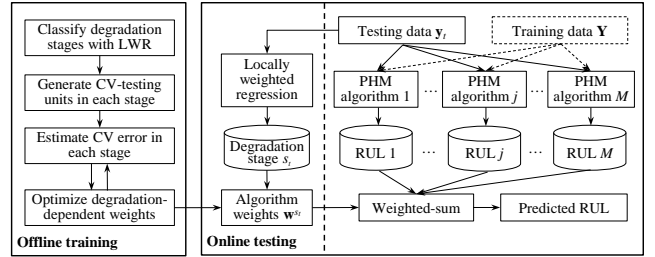 Classify degradation
stages with LWR
Generate CV-testing
units in each stage
Estimate CV error in
each stage
Optimize degradation-
dependent weights
Offline training
Testing data yₜ
Training data Y
Locally
weighted
regression
PHM
algorithm 1
...
PHM
algorithm j
...
PHM
algorithm M
Degradation
stage sₜ
RUL 1
...
RUL j
...
RUL M
Algorithm
weights w^sₜ
Weighted-sum
Predicted RUL
Online testing